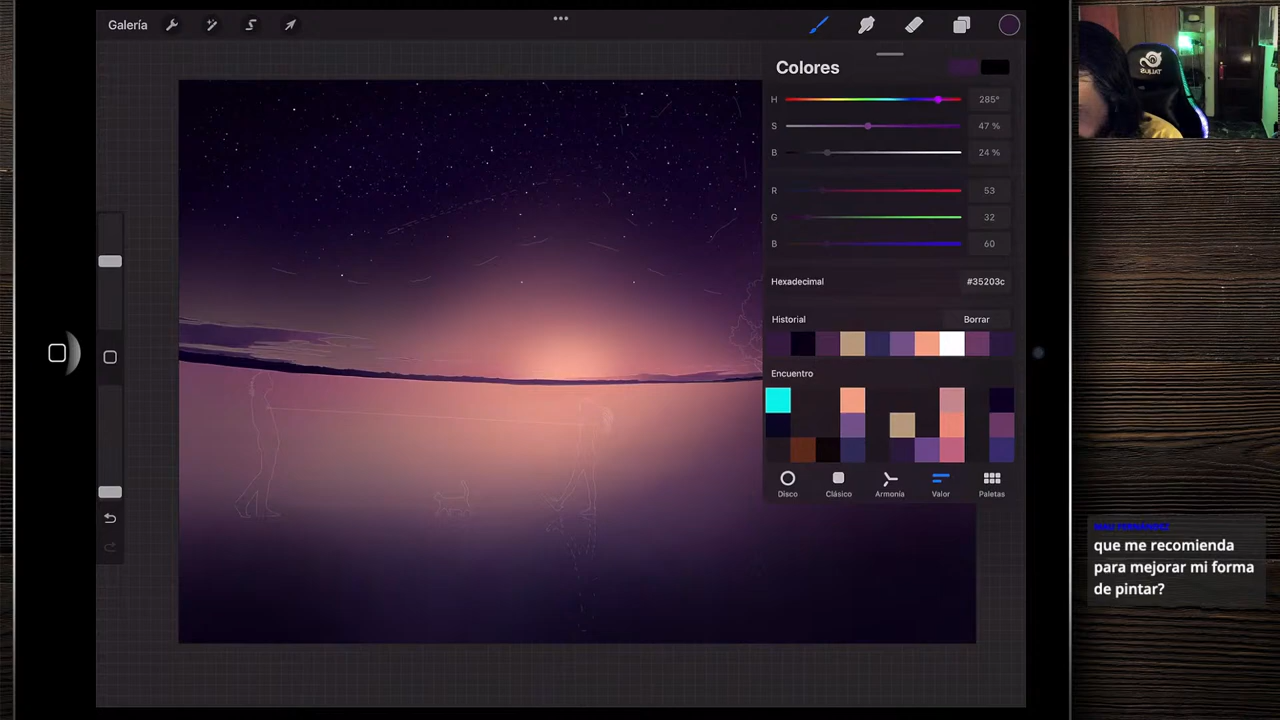 Galería
Colores
H 285°
S 47 %
B 24 %
R 53
G 32
B 60
Hexadecimal #35203c
Historial Borrar
Encuentro
Disco Clásico Armonía Valor Paletas
que me recomienda
para mejorar mi forma
de pintar?